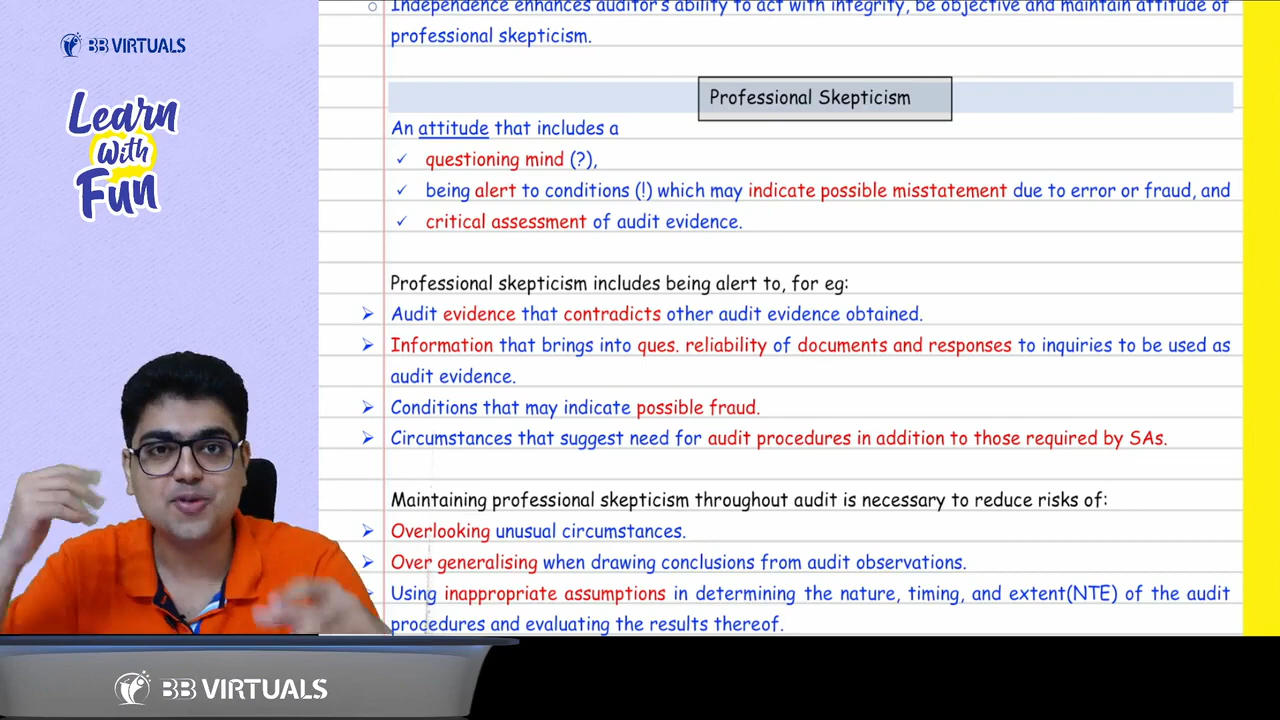 BB VIRTUALS
Learn
With
Fun
Independence enhances auditor's ability to act with integrity, be objective and maintain attitude of
professional skepticism.
Professional Skepticism
An attitude that includes a
✓ questioning mind (?),
✓ being alert to conditions (!) which may indicate possible misstatement due to error or fraud, and
✓ critical assessment of audit evidence.
Professional skepticism includes being alert to, for eg:
Audit evidence that contradicts other audit evidence obtained.
Information that brings into ques. reliability of documents and responses to inquiries to be used as
audit evidence.
Conditions that may indicate possible fraud.
Circumstances that suggest need for audit procedures in addition to those required by SAs.
Maintaining professional skepticism throughout audit is necessary to reduce risks of:
Overlooking unusual circumstances.
Over generalising when drawing conclusions from audit observations.
Using inappropriate assumptions in determining the nature, timing, and extent(NTE) of the audit
procedures and evaluating the results thereof.
BB VIRTUALS